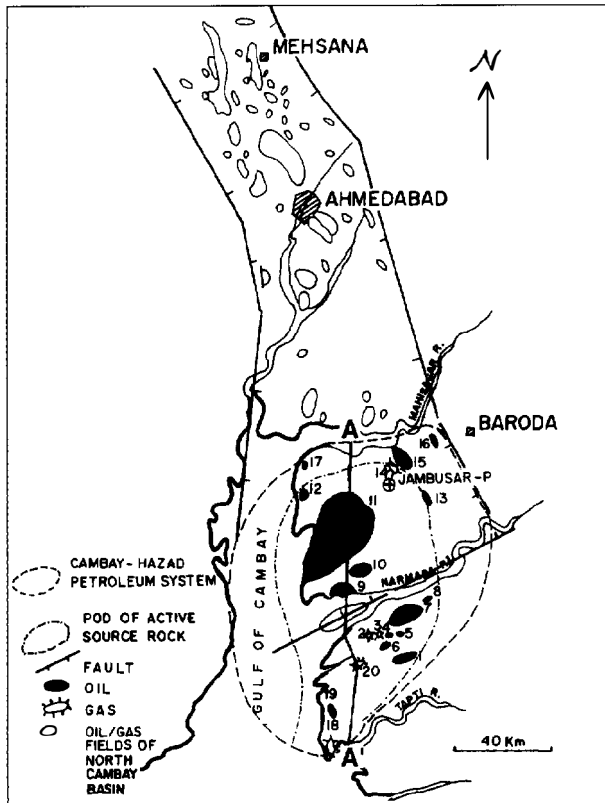 N
MEHSANA
AHMEDABAD
MAHISAGAR R.
BARODA
A
16
17
15
14
JAMBUSAR-P
12
13
11
GULF OF CAMBAY
10
NARMADA R.
9
8
2 3 4 5
6
1
20
19
18
TAPTI R.
A'
40 Km
CAMBAY-HAZAD
PETROLEUM SYSTEM
POD OF ACTIVE
SOURCE ROCK
FAULT
OIL
GAS
OIL/GAS
FIELDS OF
NORTH
CAMBAY
BASIN